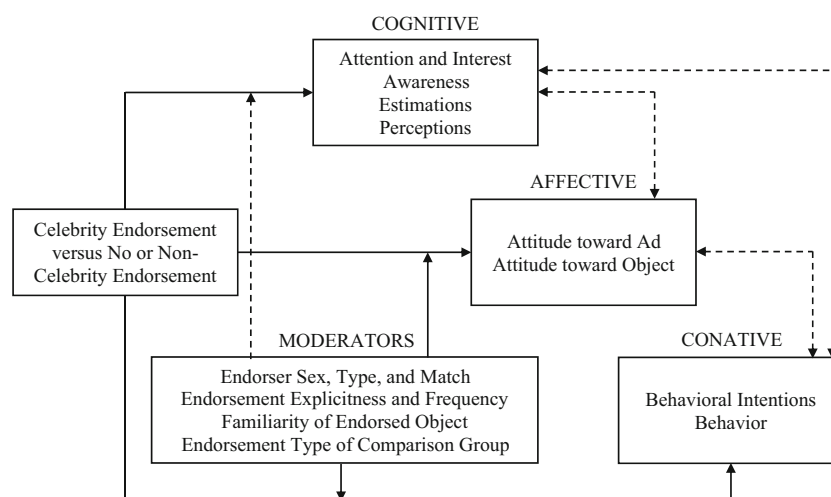 COGNITIVE
Attention and Interest
Awareness
Estimations
Perceptions
AFFECTIVE
Attitude toward Ad
Attitude toward Object
Celebrity Endorsement
versus No or Non-
Celebrity Endorsement
MODERATORS
Endorser Sex, Type, and Match
Endorsement Explicitness and Frequency
Familiarity of Endorsed Object
Endorsement Type of Comparison Group
CONATIVE
Behavioral Intentions
Behavior